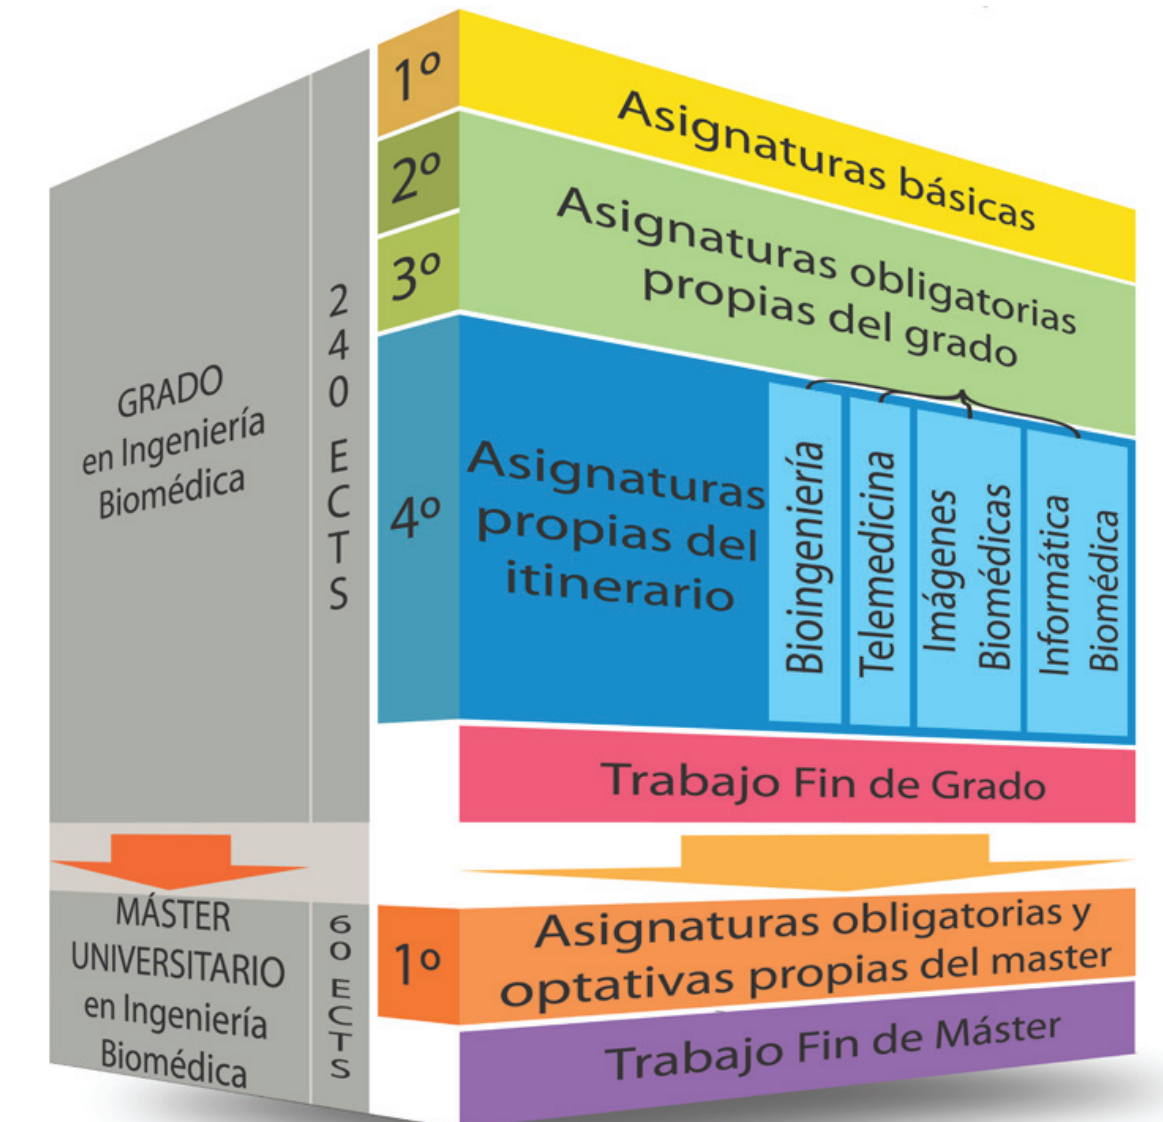 GRADO
en Ingeniería
Biomédica
240 ECTS
1º
Asignaturas básicas
2º
3º
Asignaturas obligatorias
propias del grado
4º
Asignaturas
propias del
itinerario
Bioingeniería
Telemedicina
Imágenes
Biomédicas
Informática
Biomédica
Trabajo Fin de Grado
MÁSTER
UNIVERSITARIO
en Ingeniería
Biomédica
60 ECTS
1º
Asignaturas obligatorias y
optativas propias del master
Trabajo Fin de Máster